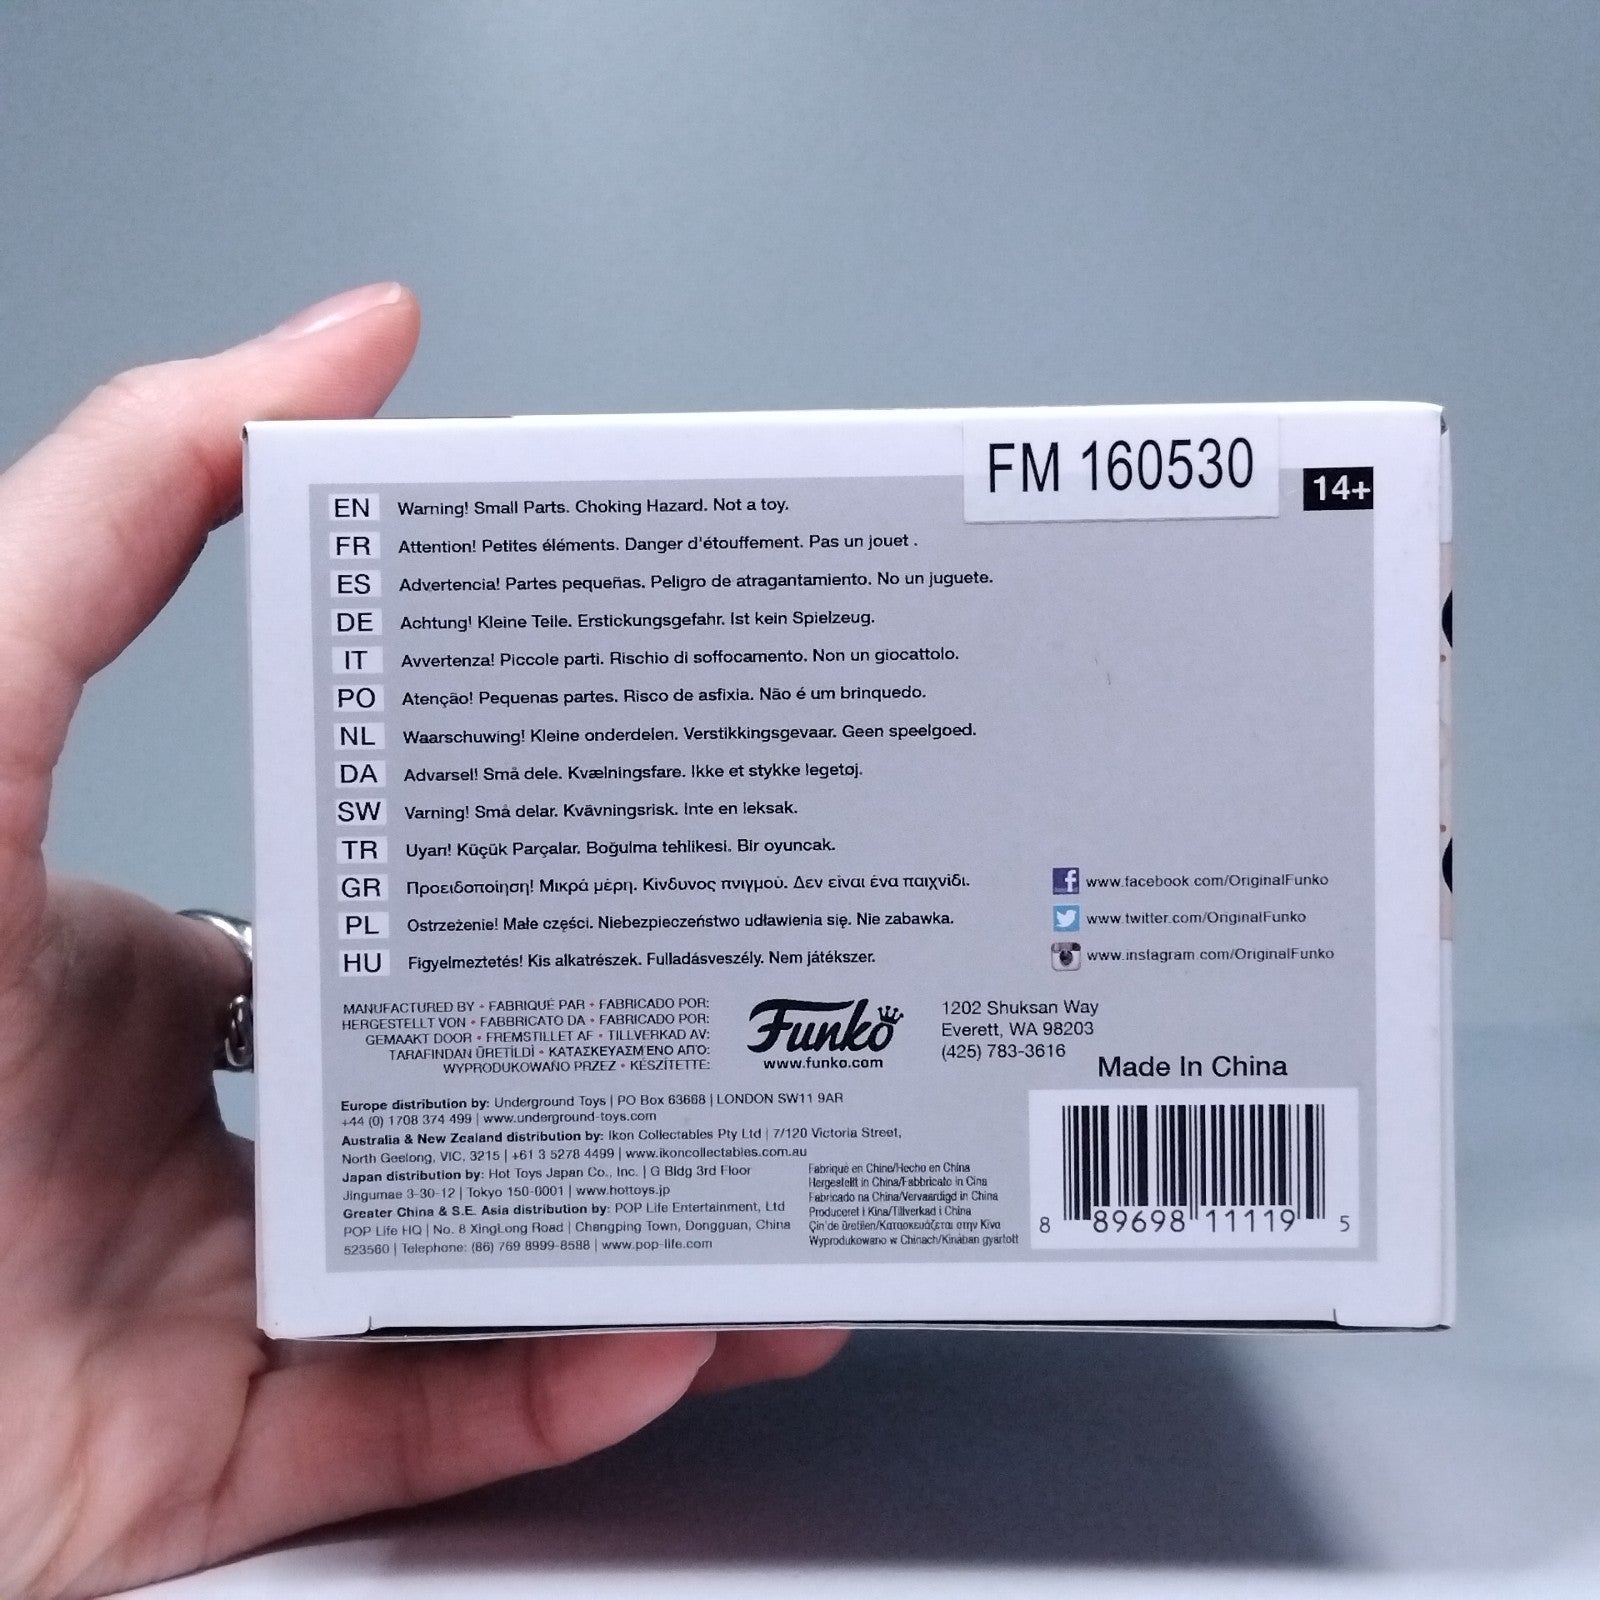 FM 160530
14+
EN Warning! Small Parts. Choking Hazard. Not a toy.
FR Attention! Petites éléments. Danger d'étouffement. Pas un jouet .
ES Advertencia! Partes pequeñas. Peligro de atragantamiento. No un juguete.
DE Achtung! Kleine Teile. Erstickungsgefahr. Ist kein Spielzeug.
IT Avvertenza! Piccole parti. Rischio di soffocamento. Non un giocattolo.
PO Atenção! Pequenas partes. Risco de asfixia. Não é um brinquedo.
NL Waarschuwing! Kleine onderdelen. Verstikkingsgevaar. Geen speelgoed.
DA Advarsel! Små dele. Kvælningsfare. Ikke et stykke legetøj.
SW Varning! Små delar. Kvävningsrisk. Inte en leksak.
TR Uyarı! Küçük Parçalar. Boğulma tehlikesi. Bir oyuncak.
GR Προειδοποίηση! Μικρά μέρη. Κίνδυνος πνιγμού. Δεν είναι ένα παιχνίδι.
PL Ostrzeżenie! Małe części. Niebezpieczeństwo udławienia się. Nie zabawka.
HU Figyelmeztetés! Kis alkatrészek. Fulladásveszély. Nem játékszer.
www.facebook.com/OriginalFunko
www.twitter.com/OriginalFunko
www.instagram.com/OriginalFunko
MANUFACTURED BY • FABRIQUÉ PAR • FABRICADO POR:
HERGESTELLT VON • FABBRICATO DA • FABRICADO POR:
GEMAAKT DOOR • FREMSTILLET AF • TILLVERKAD AV:
TARAFINDAN ÜRETİLDİ • ΚΑΤΑΣΚΕΥΑΣΜΈΝΟ ΑΠΌ:
WYPRODUKOWANO PRZEZ • KÉSZÍTETTE:
Funko
www.funko.com
1202 Shuksan Way
Everett, WA 98203
(425) 783-3616
Made In China
Europe distribution by: Underground Toys | PO Box 63668 | LONDON SW11 9AR
+44 (0) 1708 374 499 | www.underground-toys.com
Australia & New Zealand distribution by: Ikon Collectables Pty Ltd | 7/120 Victoria Street,
North Geelong, VIC, 3215 | +61 3 5278 4499 | www.ikoncollectables.com.au
Japan distribution by: Hot Toys Japan Co., Inc. | G Bldg 3rd Floor
Jingumae 3-30-12 | Tokyo 150-0001 | www.hottoys.jp
Greater China & S.E. Asia distribution by: POP Life Entertainment, Ltd
POP Life HQ | No. 8 XingLong Road | Changping Town, Dongguan, China
523560 | Telephone: (86) 769 8999-8588 | www.pop-life.com
Fabriqué en Chine/Hecho en China
Hergestellt in China/Fabbricato in Cina
Fabricado na China/Vervaardigd in China
Produceret i Kina/Tillverkad i China
Çin'de üretilen/Κατασκευάζεται στην Κίνα
Wyprodukowano w Chinach/Kínában gyártott
8 89698 11119 5